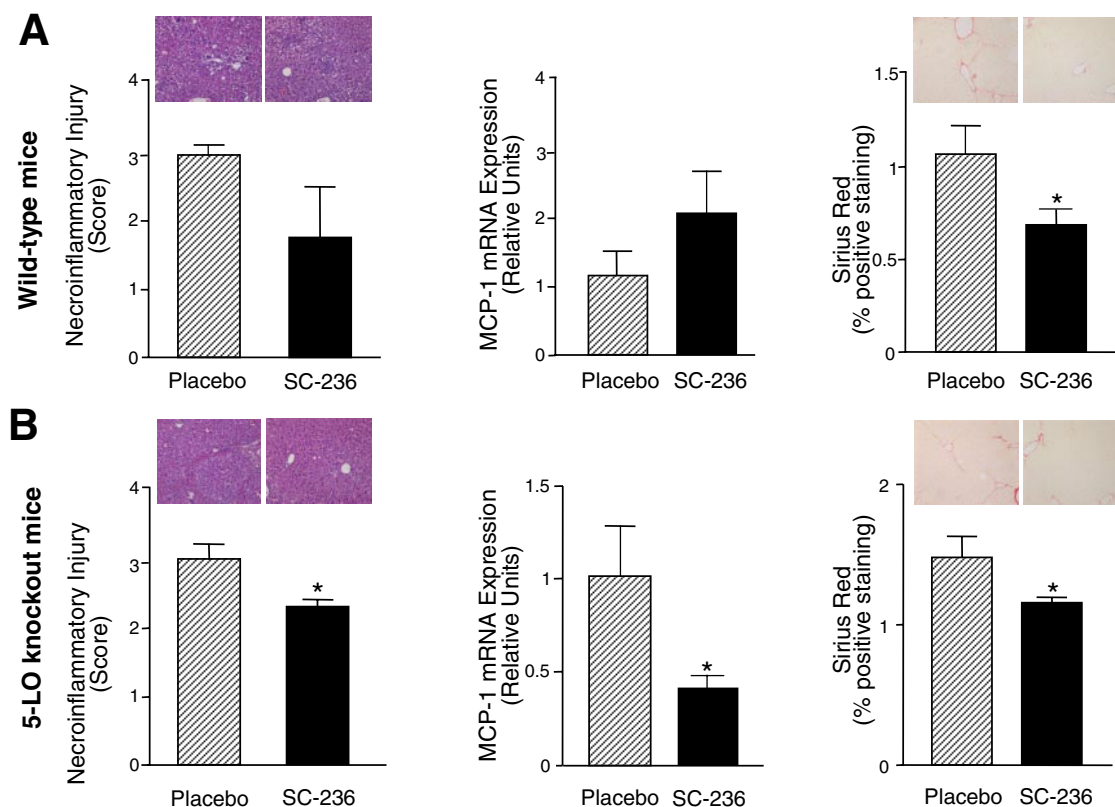 A
Wild-type mice
Necroinflammatory Injury
(Score)
4
3
2
1
0
Placebo SC-236
MCP-1 mRNA Expression
(Relative Units)
4
3
2
1
0
Placebo SC-236
Sirius Red
(% positive staining)
1.5
1
0.5
0
*
Placebo SC-236
B
5-LO knockout mice
Necroinflammatory Injury
(Score)
4
3
2
1
0
*
Placebo SC-236
MCP-1 mRNA Expression
(Relative Units)
1.5
1
0.5
0
*
Placebo SC-236
Sirius Red
(% positive staining)
2
1
0
*
Placebo SC-236